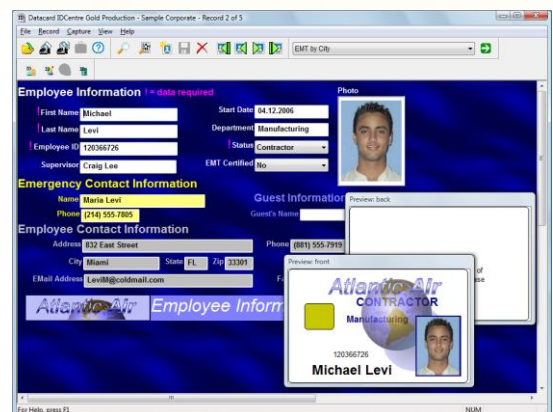 Datacard IDCentre Gold Production - Sample Corporate - Record 2 of 5
File Record Capture View Help
EMT by City
Employee Information ! = data required
Photo
!First Name Michael
Start Date 04.12.2006
!Last Name Levi
Department Manufacturing
!Employee ID 120366726
!Status Contractor
Supervisor Craig Lee
EMT Certified No
Emergency Contact Information
Name Maria Levi
Guest Information
Phone (214) 555-7805
Guest's Name
Preview: back
Employee Contact Information
Address 832 East Street
Phone (881) 555-7919
City Miami State FL Zip 33301
EMail Address LeviM@coldmail.com
Fa
of
use
Preview: front
Atlantic Air
CONTRACTOR
Manufacturing
120366726
Michael Levi
Atlantic Air Employee Inform
For Help, press F1
NUM